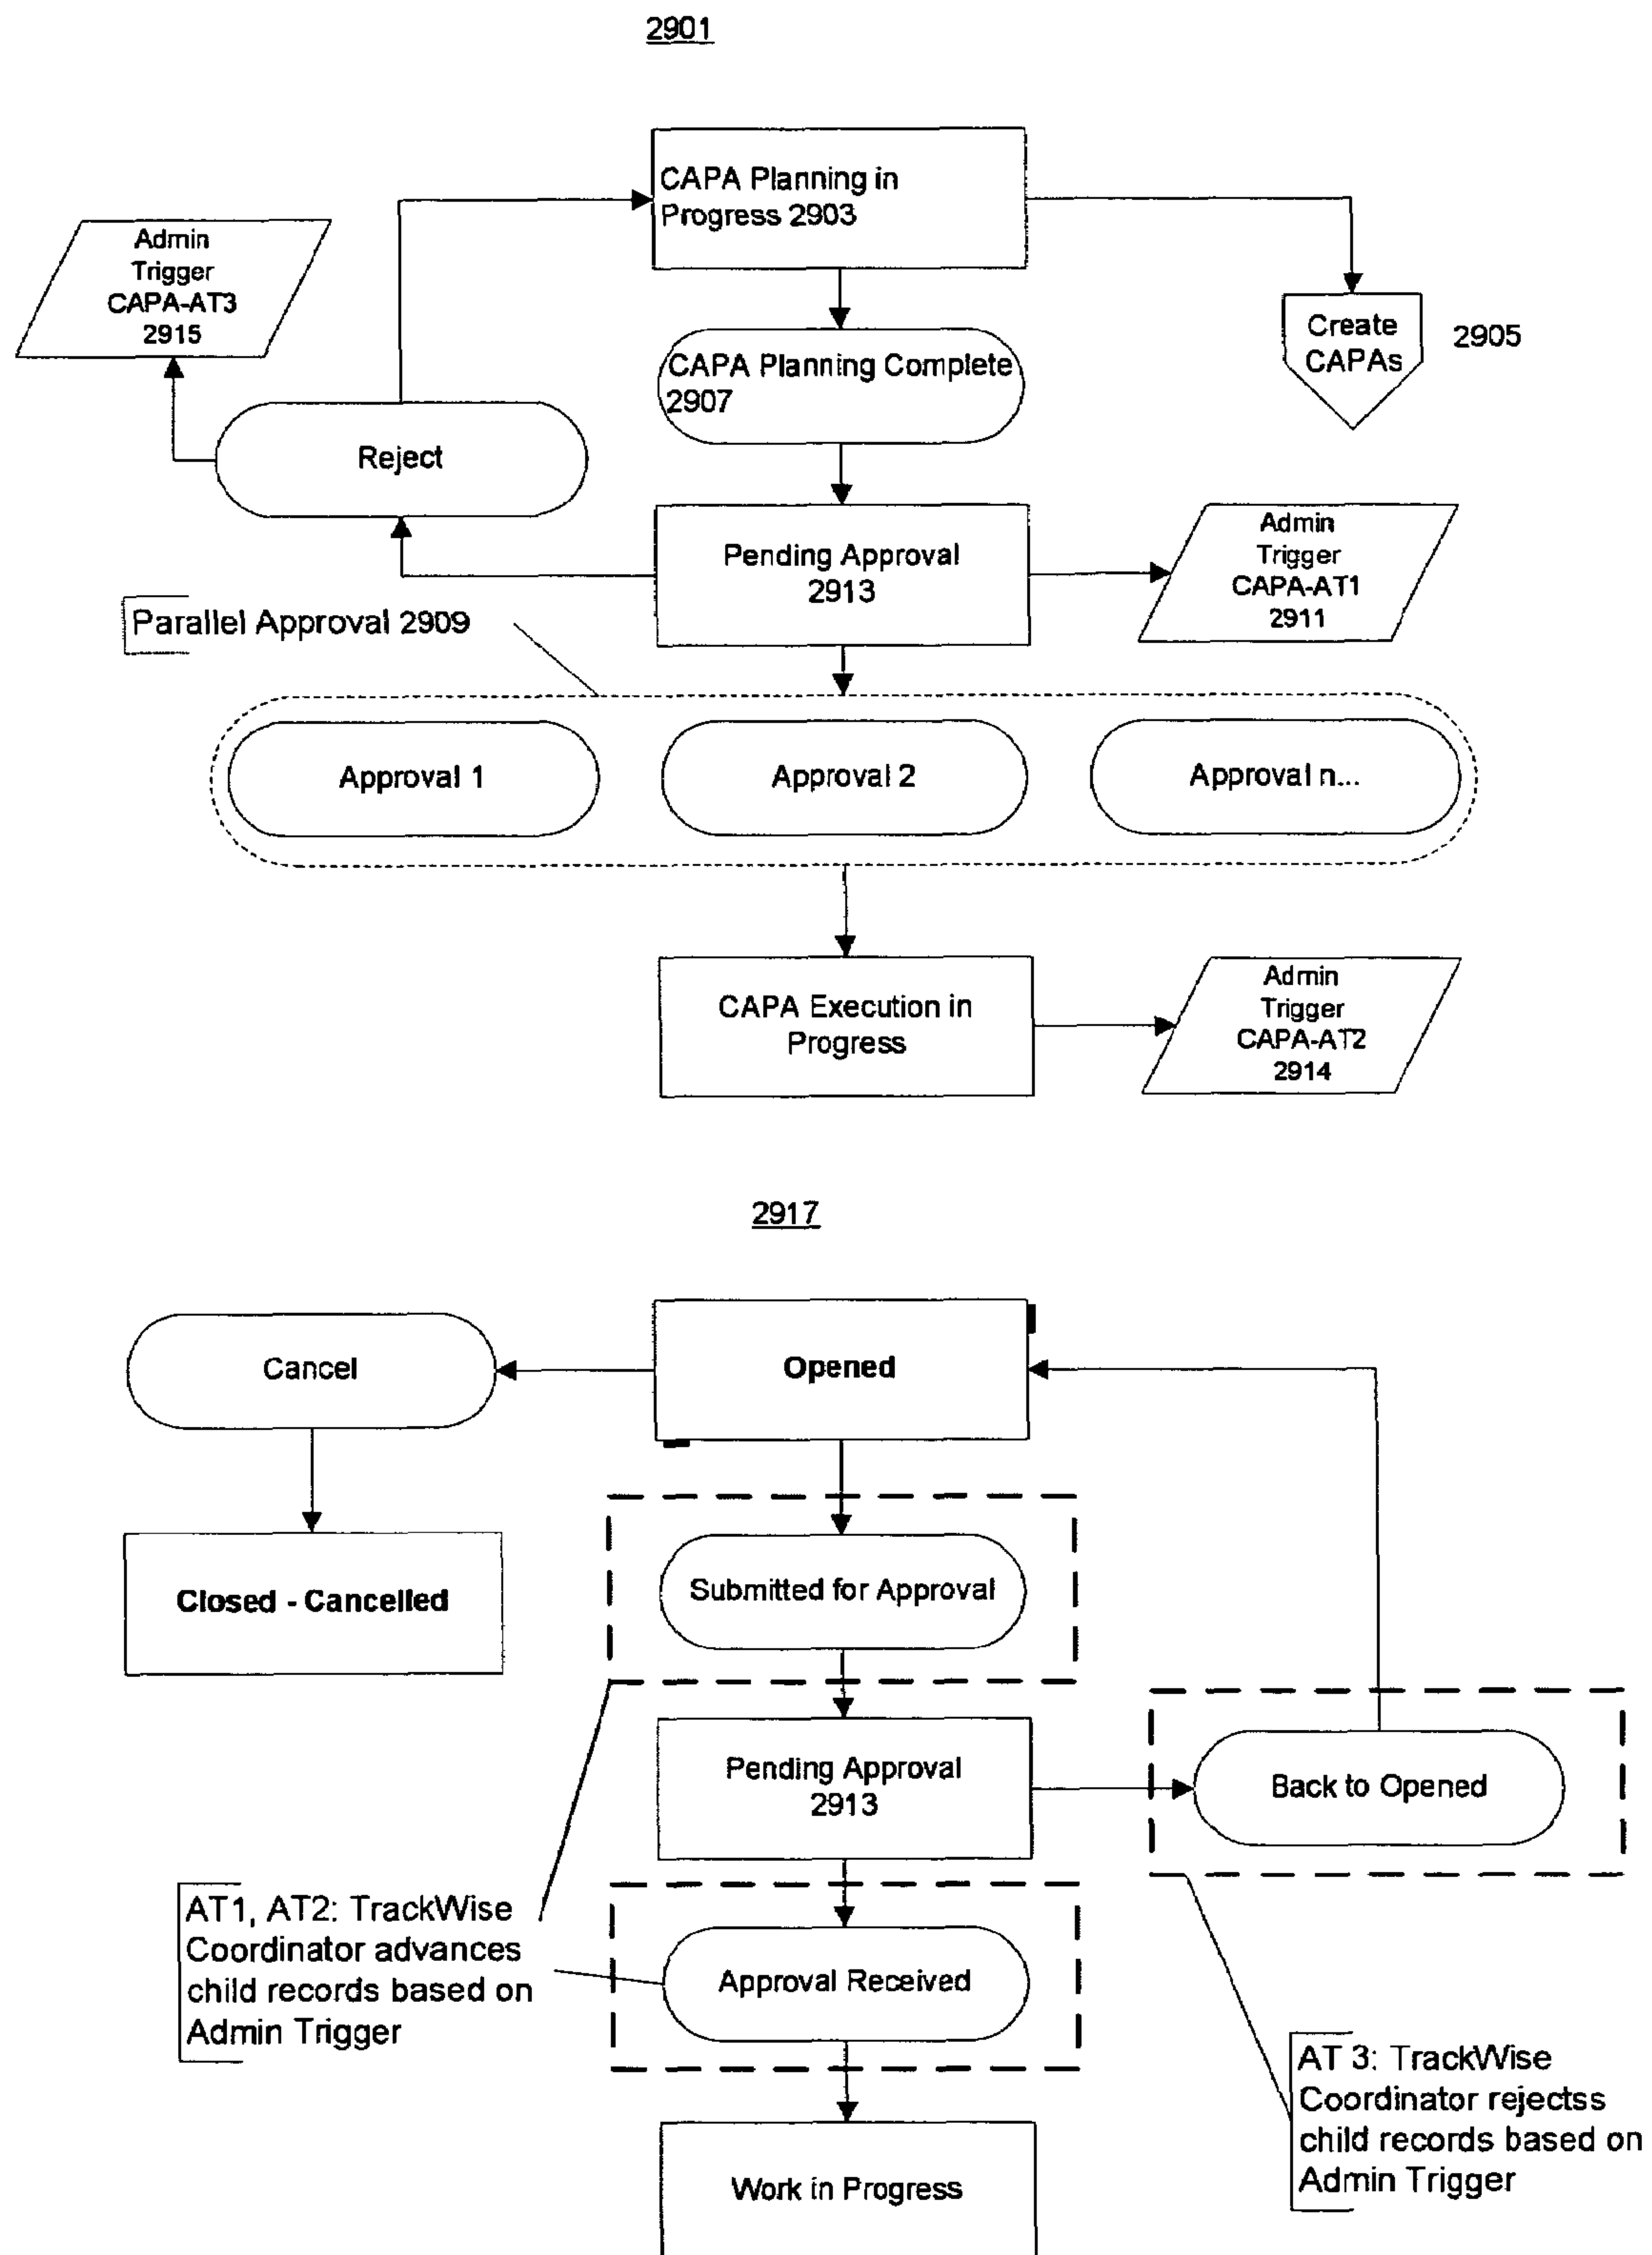 2901
CAPA Planning in
Progress 2903
Admin
Trigger
CAPA-AT3
2915
Create
CAPAs
2905
CAPA Planning Complete
2907
Reject
Pending Approval
2913
Admin
Trigger
CAPA-AT1
2911
Parallel Approval 2909
Approval 1
Approval 2
Approval n...
CAPA Execution in
Progress
Admin
Trigger
CAPA-AT2
2914
2917
Cancel
Opened
Closed - Cancelled
Submitted for Approval
Pending Approval
2913
Back to Opened
AT1, AT2: TrackWise
Coordinator advances
child records based on
Admin Trigger
Approval Received
AT 3: TrackWise
Coordinator rejectss
child records based on
Admin Trigger
Work in Progress